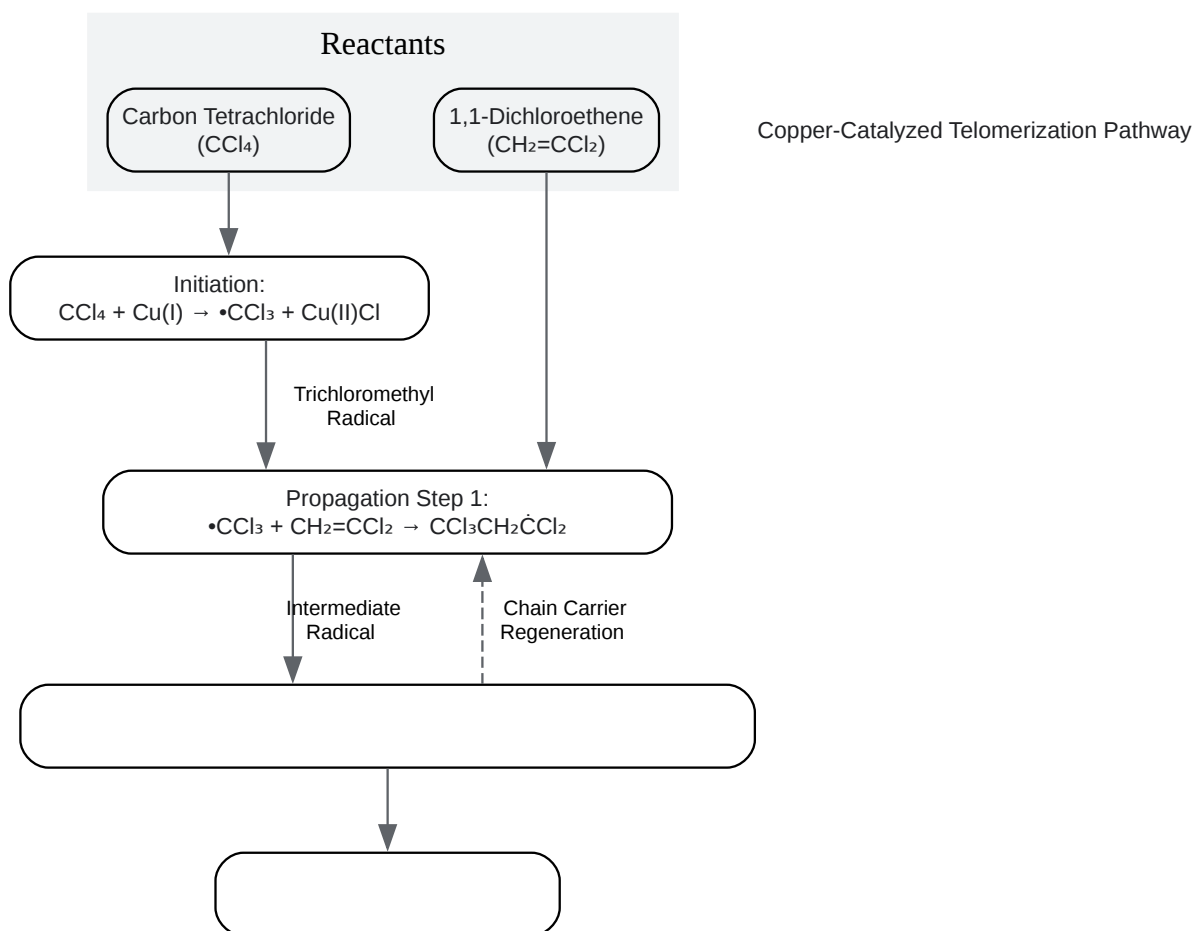 Reactants
Carbon Tetrachloride
(CCl₄)
1,1-Dichloroethene
(CH₂=CCl₂)
Copper-Catalyzed Telomerization Pathway
Initiation:
CCl₄ + Cu(I) → •CCl₃ + Cu(II)Cl
Trichloromethyl
Radical
Propagation Step 1:
•CCl₃ + CH₂=CCl₂ → CCl₃CH₂ĊCl₂
Intermediate
Radical
Chain Carrier
Regeneration